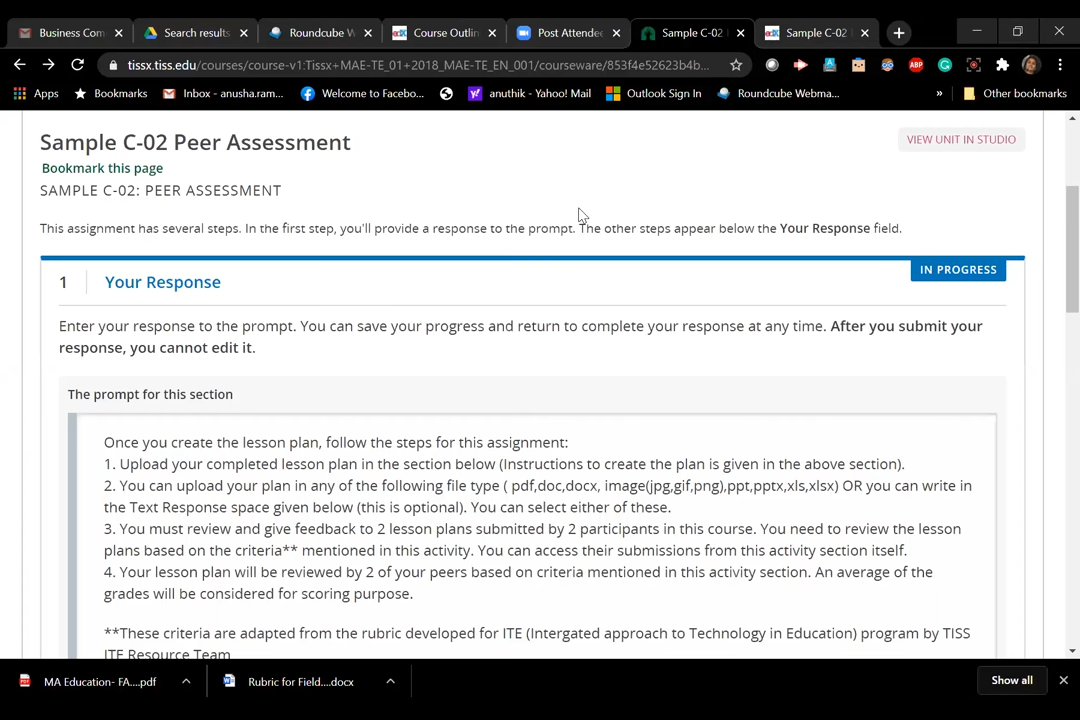 Business Com
Search results
Roundcube W
Course Outlin
Post Attendee
Sample C-02
Sample C-02
tissx.tiss.edu/courses/course-v1:Tissx+MAE-TE_01+2018_MAE-TE_EN_001/courseware/853f4e52623b4b...
Apps
Bookmarks
Inbox - anusha.ram...
Welcome to Facebo...
anuthik - Yahoo! Mail
Outlook Sign In
Roundcube Webma...
»
Other bookmarks
Sample C-02 Peer Assessment
VIEW UNIT IN STUDIO
Bookmark this page
SAMPLE C-02: PEER ASSESSMENT
This assignment has several steps. In the first step, you'll provide a response to the prompt. The other steps appear below the Your Response field.
IN PROGRESS
1 Your Response
Enter your response to the prompt. You can save your progress and return to complete your response at any time. After you submit your
response, you cannot edit it.
The prompt for this section
Once you create the lesson plan, follow the steps for this assignment:
1. Upload your completed lesson plan in the section below (Instructions to create the plan is given in the above section).
2. You can upload your plan in any of the following file type ( pdf,doc,docx, image(jpg,gif,png),ppt,pptx,xls,xlsx) OR you can write in
the Text Response space given below (this is optional). You can select either of these.
3. You must review and give feedback to 2 lesson plans submitted by 2 participants in this course. You need to review the lesson
plans based on the criteria** mentioned in this activity. You can access their submissions from this activity section itself.
4. Your lesson plan will be reviewed by 2 of your peers based on criteria mentioned in this activity section. An average of the
grades will be considered for scoring purpose.
**These criteria are adapted from the rubric developed for ITE (Intergated approach to Technology in Education) program by TISS
ITE Resource Team
MA Education- FA....pdf
Rubric for Field....docx
Show all